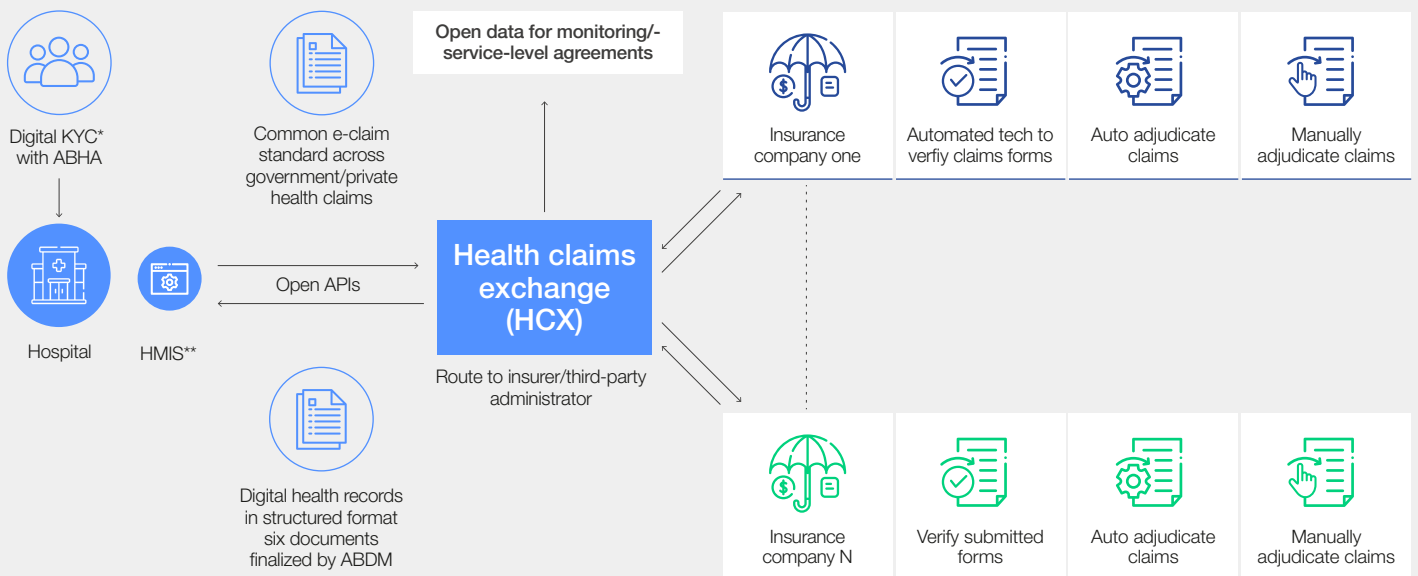 Digital KYC*
with ABHA
Hospital
HMIS**
Common e-claim
standard across
government/private
health claims
Open APIs
Digital health records
in structured format
six documents
finalized by ABDM
Open data for monitoring/-
service-level agreements
Health claims
exchange
(HCX)
Route to insurer/third-party
administrator
$
Insurance
company one
Automated tech to
verfiy claims forms
Auto adjudicate
claims
Manually
adjudicate claims
$
Insurance
company N
Verify submitted
forms
Auto adjudicate
claims
Manually
adjudicate claims